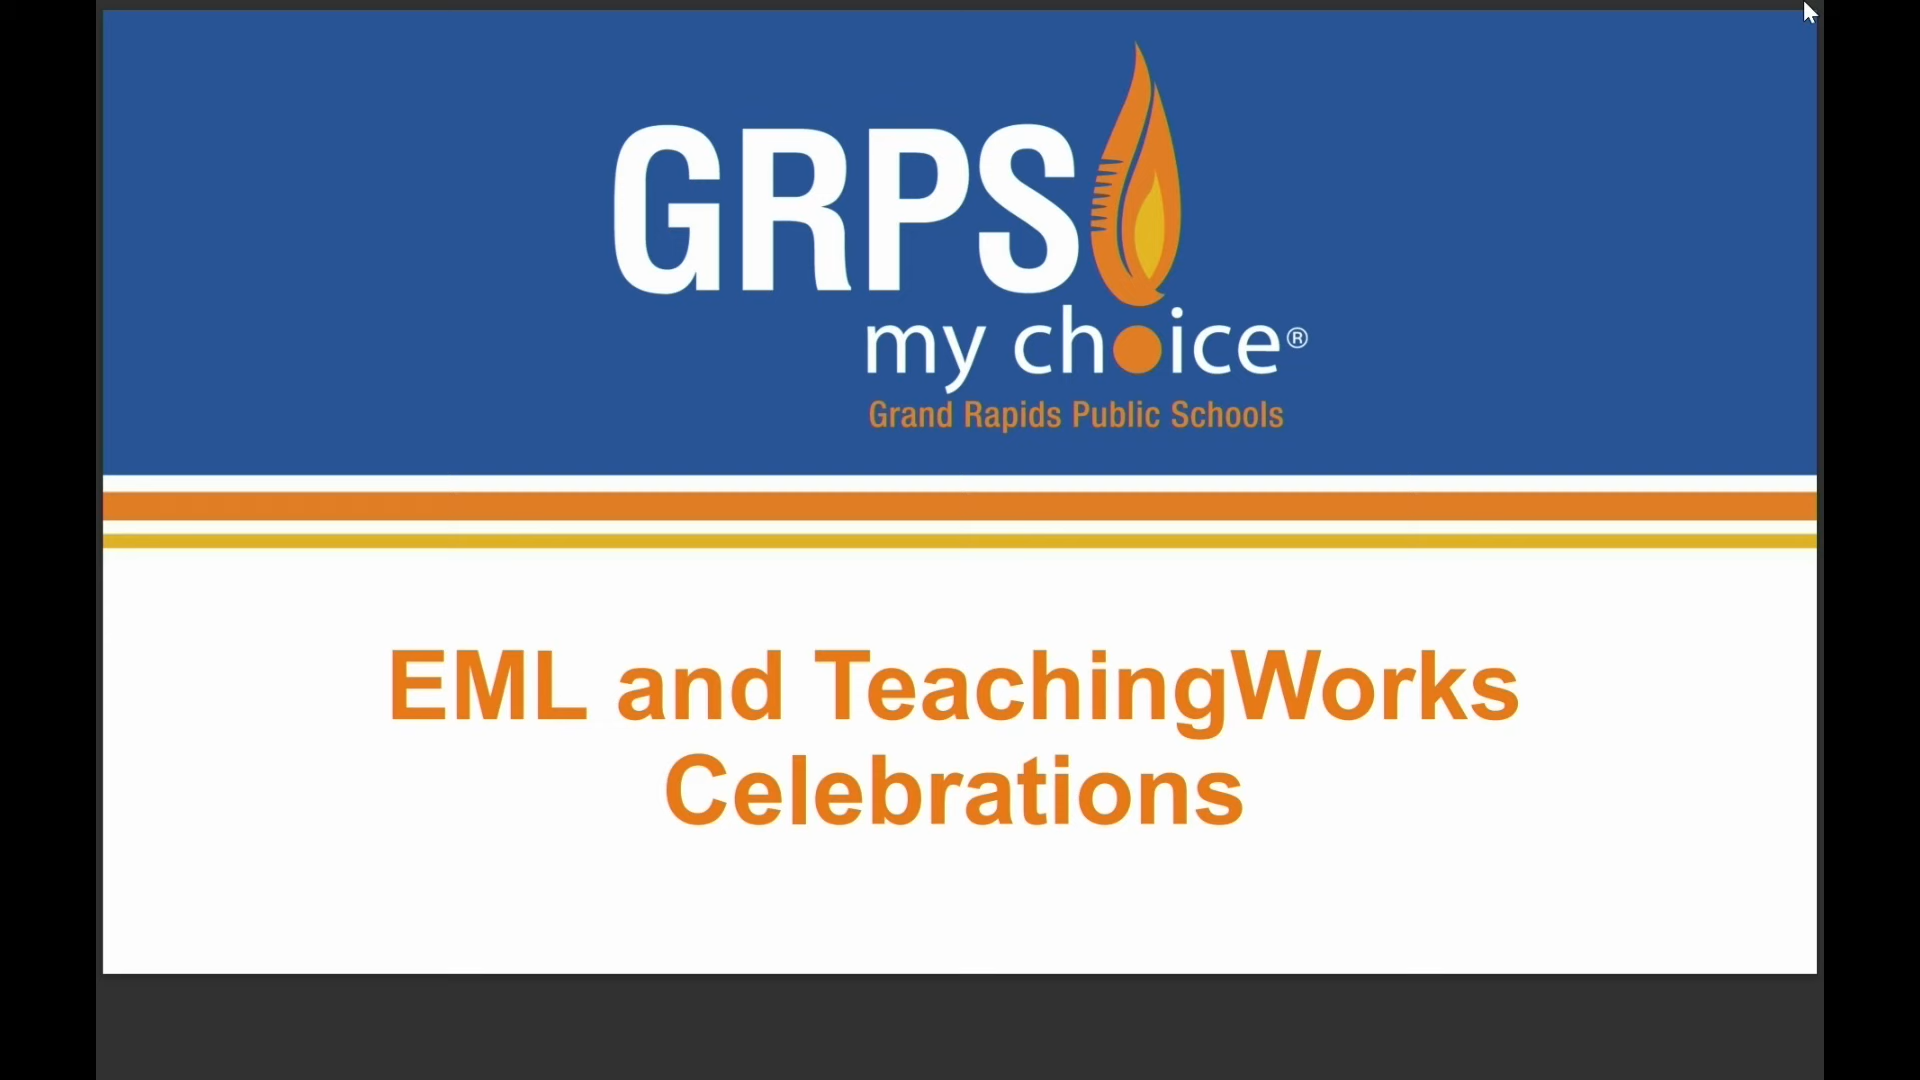 GRPS
my choice®
Grand Rapids Public Schools
EML and TeachingWorks
Celebrations